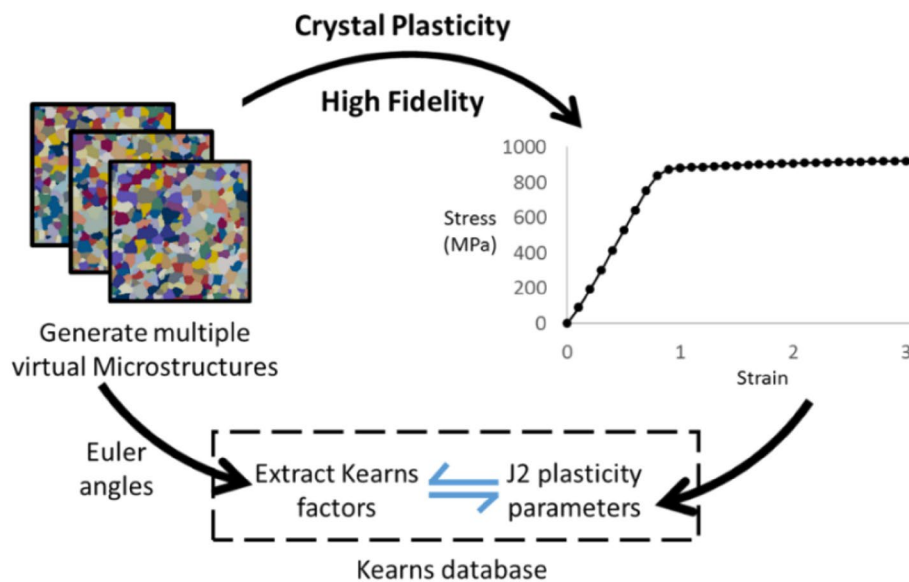 Crystal Plasticity
High Fidelity
1000
800
600
400
200
0
Stress
(MPa)
0 1 2 3
Strain
Generate multiple
virtual Microstructures
Euler
angles
Extract Kearns
factors
J2 plasticity
parameters
Kearns database